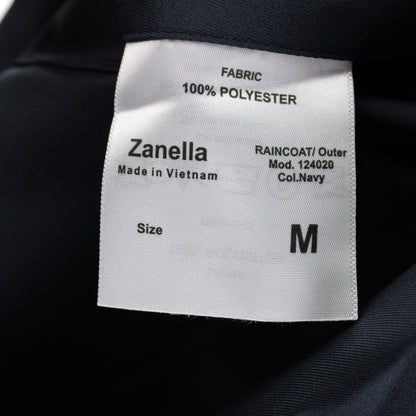 FABRIC
100% POLYESTER
Zanella
Made in Vietnam
RAINCOAT/ Outer
Mod. 124020
Col.Navy
Size
M